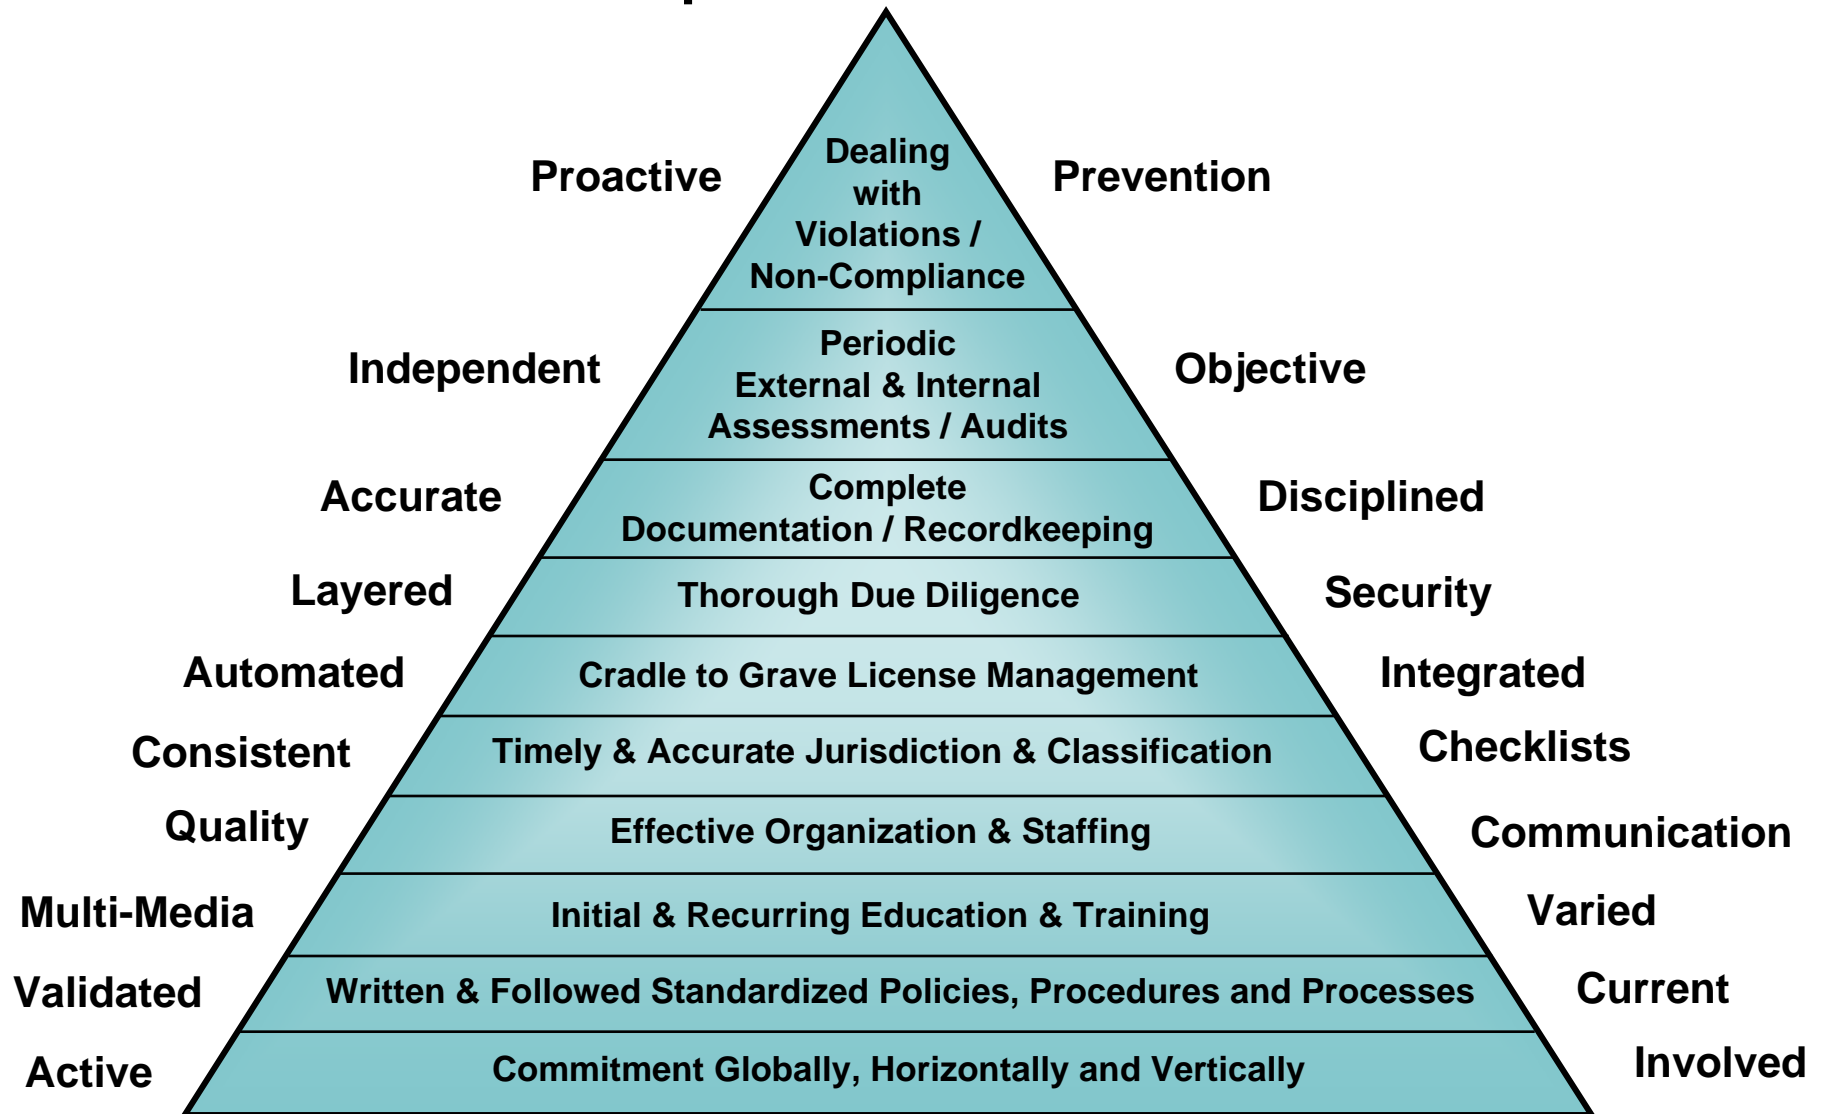 Dealing
Proactive with Prevention
Violations /
Non-Compliance
Periodic
Independent External & Internal Objective
Assessments / Audits
Accurate Complete Disciplined
Documentation / Recordkeeping
Layered Thorough Due Diligence Security
Automated Cradle to Grave License Management Integrated
Consistent Timely & Accurate Jurisdiction & Classification Checklists
Quality Effective Organization & Staffing Communication
Multi-Media Initial & Recurring Education & Training Varied
Validated Written & Followed Standardized Policies, Procedures and Processes Current
Active Commitment Globally, Horizontally and Vertically Involved